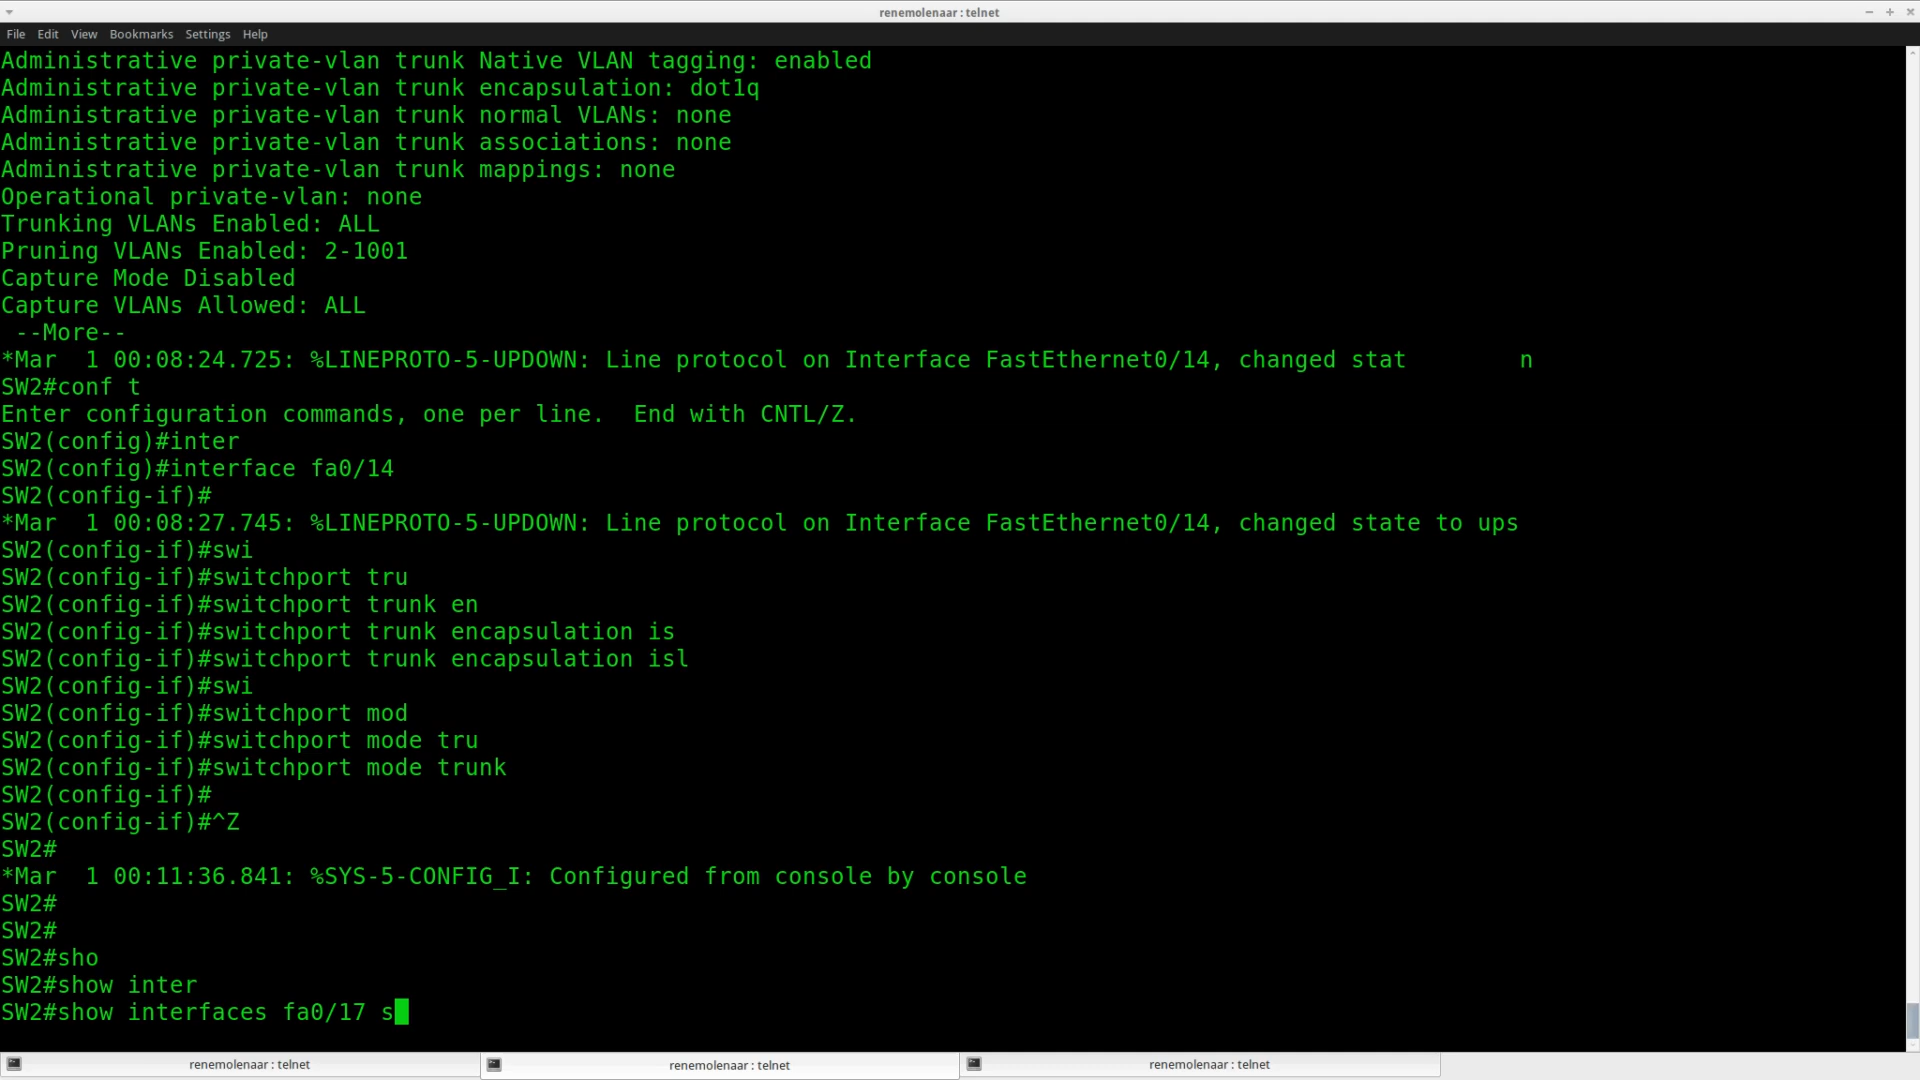 renemolenaar : telnet
File Edit View Bookmarks Settings Help
Administrative private-vlan trunk Native VLAN tagging: enabled
Administrative private-vlan trunk encapsulation: dot1q
Administrative private-vlan trunk normal VLANs: none
Administrative private-vlan trunk associations: none
Administrative private-vlan trunk mappings: none
Operational private-vlan: none
Trunking VLANs Enabled: ALL
Pruning VLANs Enabled: 2-1001
Capture Mode Disabled
Capture VLANs Allowed: ALL
 --More--
*Mar  1 00:08:24.725: %LINEPROTO-5-UPDOWN: Line protocol on Interface FastEthernet0/14, changed stat        n
SW2#conf t
Enter configuration commands, one per line.  End with CNTL/Z.
SW2(config)#inter
SW2(config)#interface fa0/14
SW2(config-if)#
*Mar  1 00:08:27.745: %LINEPROTO-5-UPDOWN: Line protocol on Interface FastEthernet0/14, changed state to ups
SW2(config-if)#swi
SW2(config-if)#switchport tru
SW2(config-if)#switchport trunk en
SW2(config-if)#switchport trunk encapsulation is
SW2(config-if)#switchport trunk encapsulation isl
SW2(config-if)#swi
SW2(config-if)#switchport mod
SW2(config-if)#switchport mode tru
SW2(config-if)#switchport mode trunk
SW2(config-if)#
SW2(config-if)#^Z
SW2#
*Mar  1 00:11:36.841: %SYS-5-CONFIG_I: Configured from console by console
SW2#
SW2#
SW2#sho
SW2#show inter
SW2#show interfaces fa0/17 s
renemolenaar : telnet
renemolenaar : telnet
renemolenaar : telnet